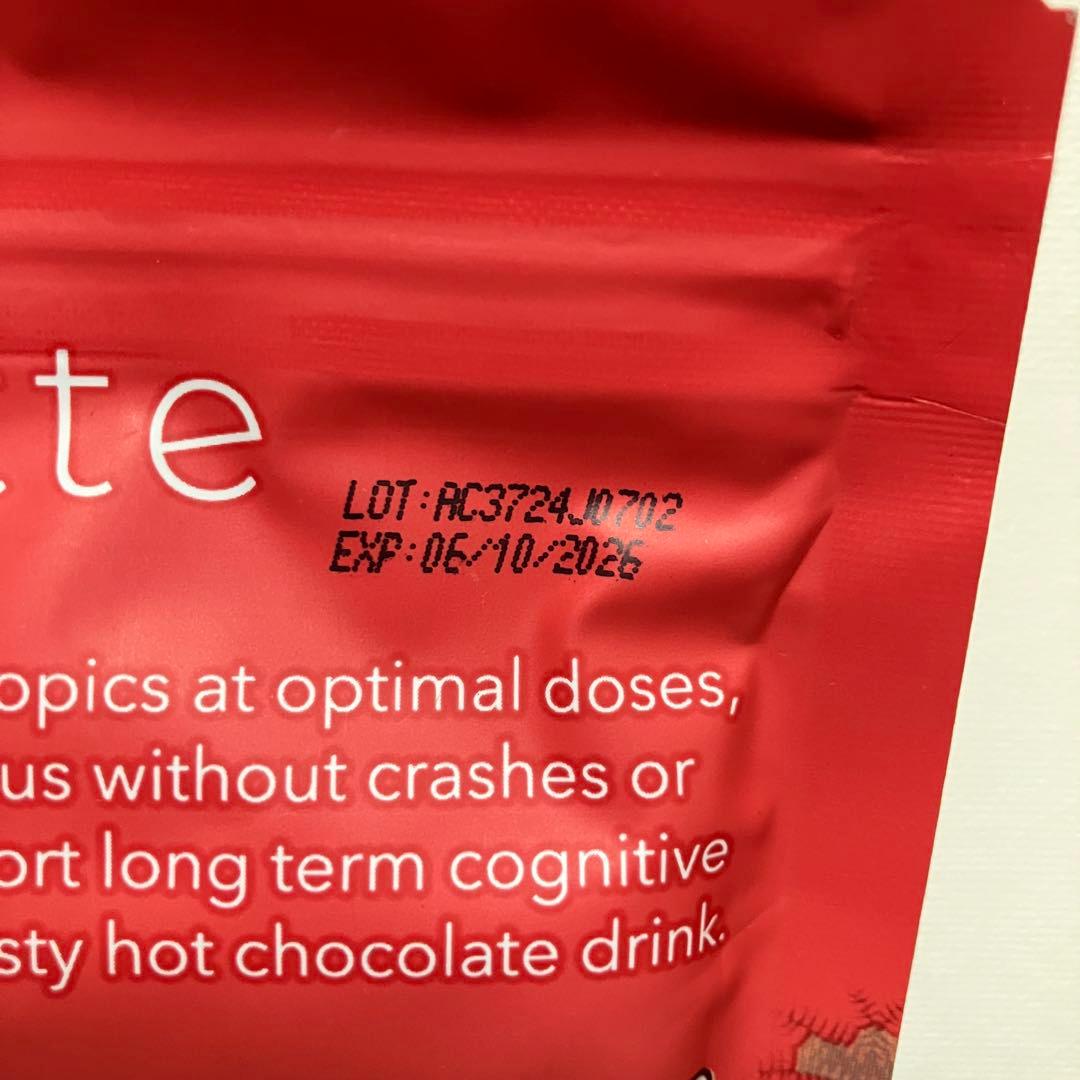 te
LOT:AC3724J0702
EXP:06/10/2026
opics at optimal doses,
us without crashes or
ort long term cognitive
sty hot chocolate drink.